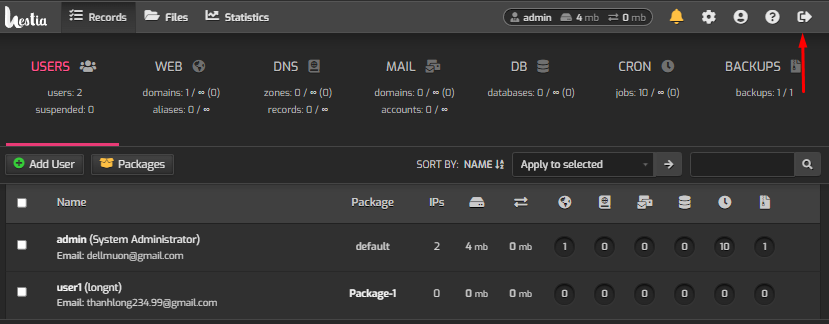 hestia
Records Files Statistics admin 4 mb 0 mb
USERS WEB DNS MAIL DB CRON BACKUPS
users: 2 domains: 1 / ∞ (0) zones: 0 / ∞ (0) domains: 0 / ∞ (0) databases: 0 / ∞ (0) jobs: 10 / ∞ (0) backups: 1 / 1
suspended: 0 aliases: 0 / ∞ records: 0 / ∞ accounts: 0 / ∞
Add User Packages SORT BY: NAME Apply to selected
Name Package IPs
admin (System Administrator)
Email: dellmuon@gmail.com
default 2 4 mb 0 mb 1 0 0 0 10 1
user1 (longnt)
Email: thanhlong234.99@gmail.com
Package-1 0 0 mb 0 mb 0 0 0 0 0 0